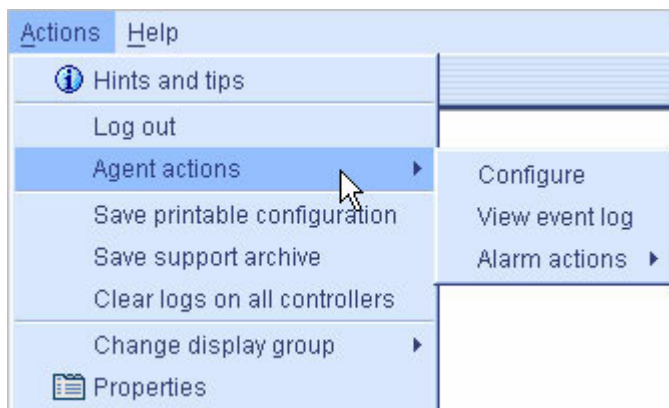 Actions Help
Hints and tips
Log out
Agent actions
Configure
Save printable configuration
View event log
Save support archive
Alarm actions
Clear logs on all controllers
Change display group
Properties